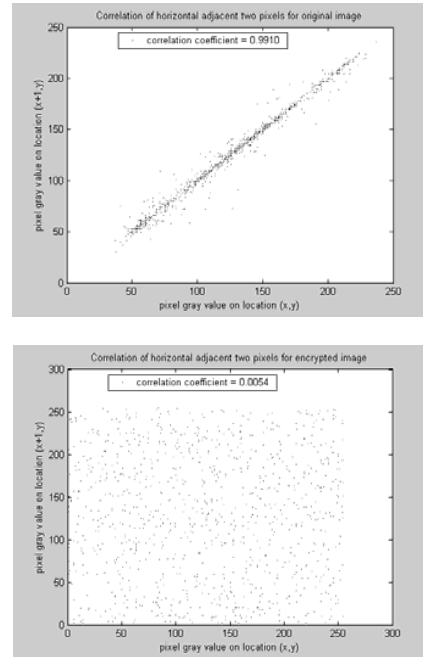 Correlation of horizontal adjacent two pixels for original image
correlation coefficient = 0.9910
250
200
150
100
50
0
pixel gray value on location (x+1,y)
0 50 100 150 200 250
pixel gray value on location (x,y)
Correlation of horizontal adjacent two pixels for encrypted image
correlation coefficient = 0.0054
300
250
200
150
100
50
0
pixel gray value on location (x+1,y)
0 50 100 150 200 250 300
pixel gray value on location (x,y)